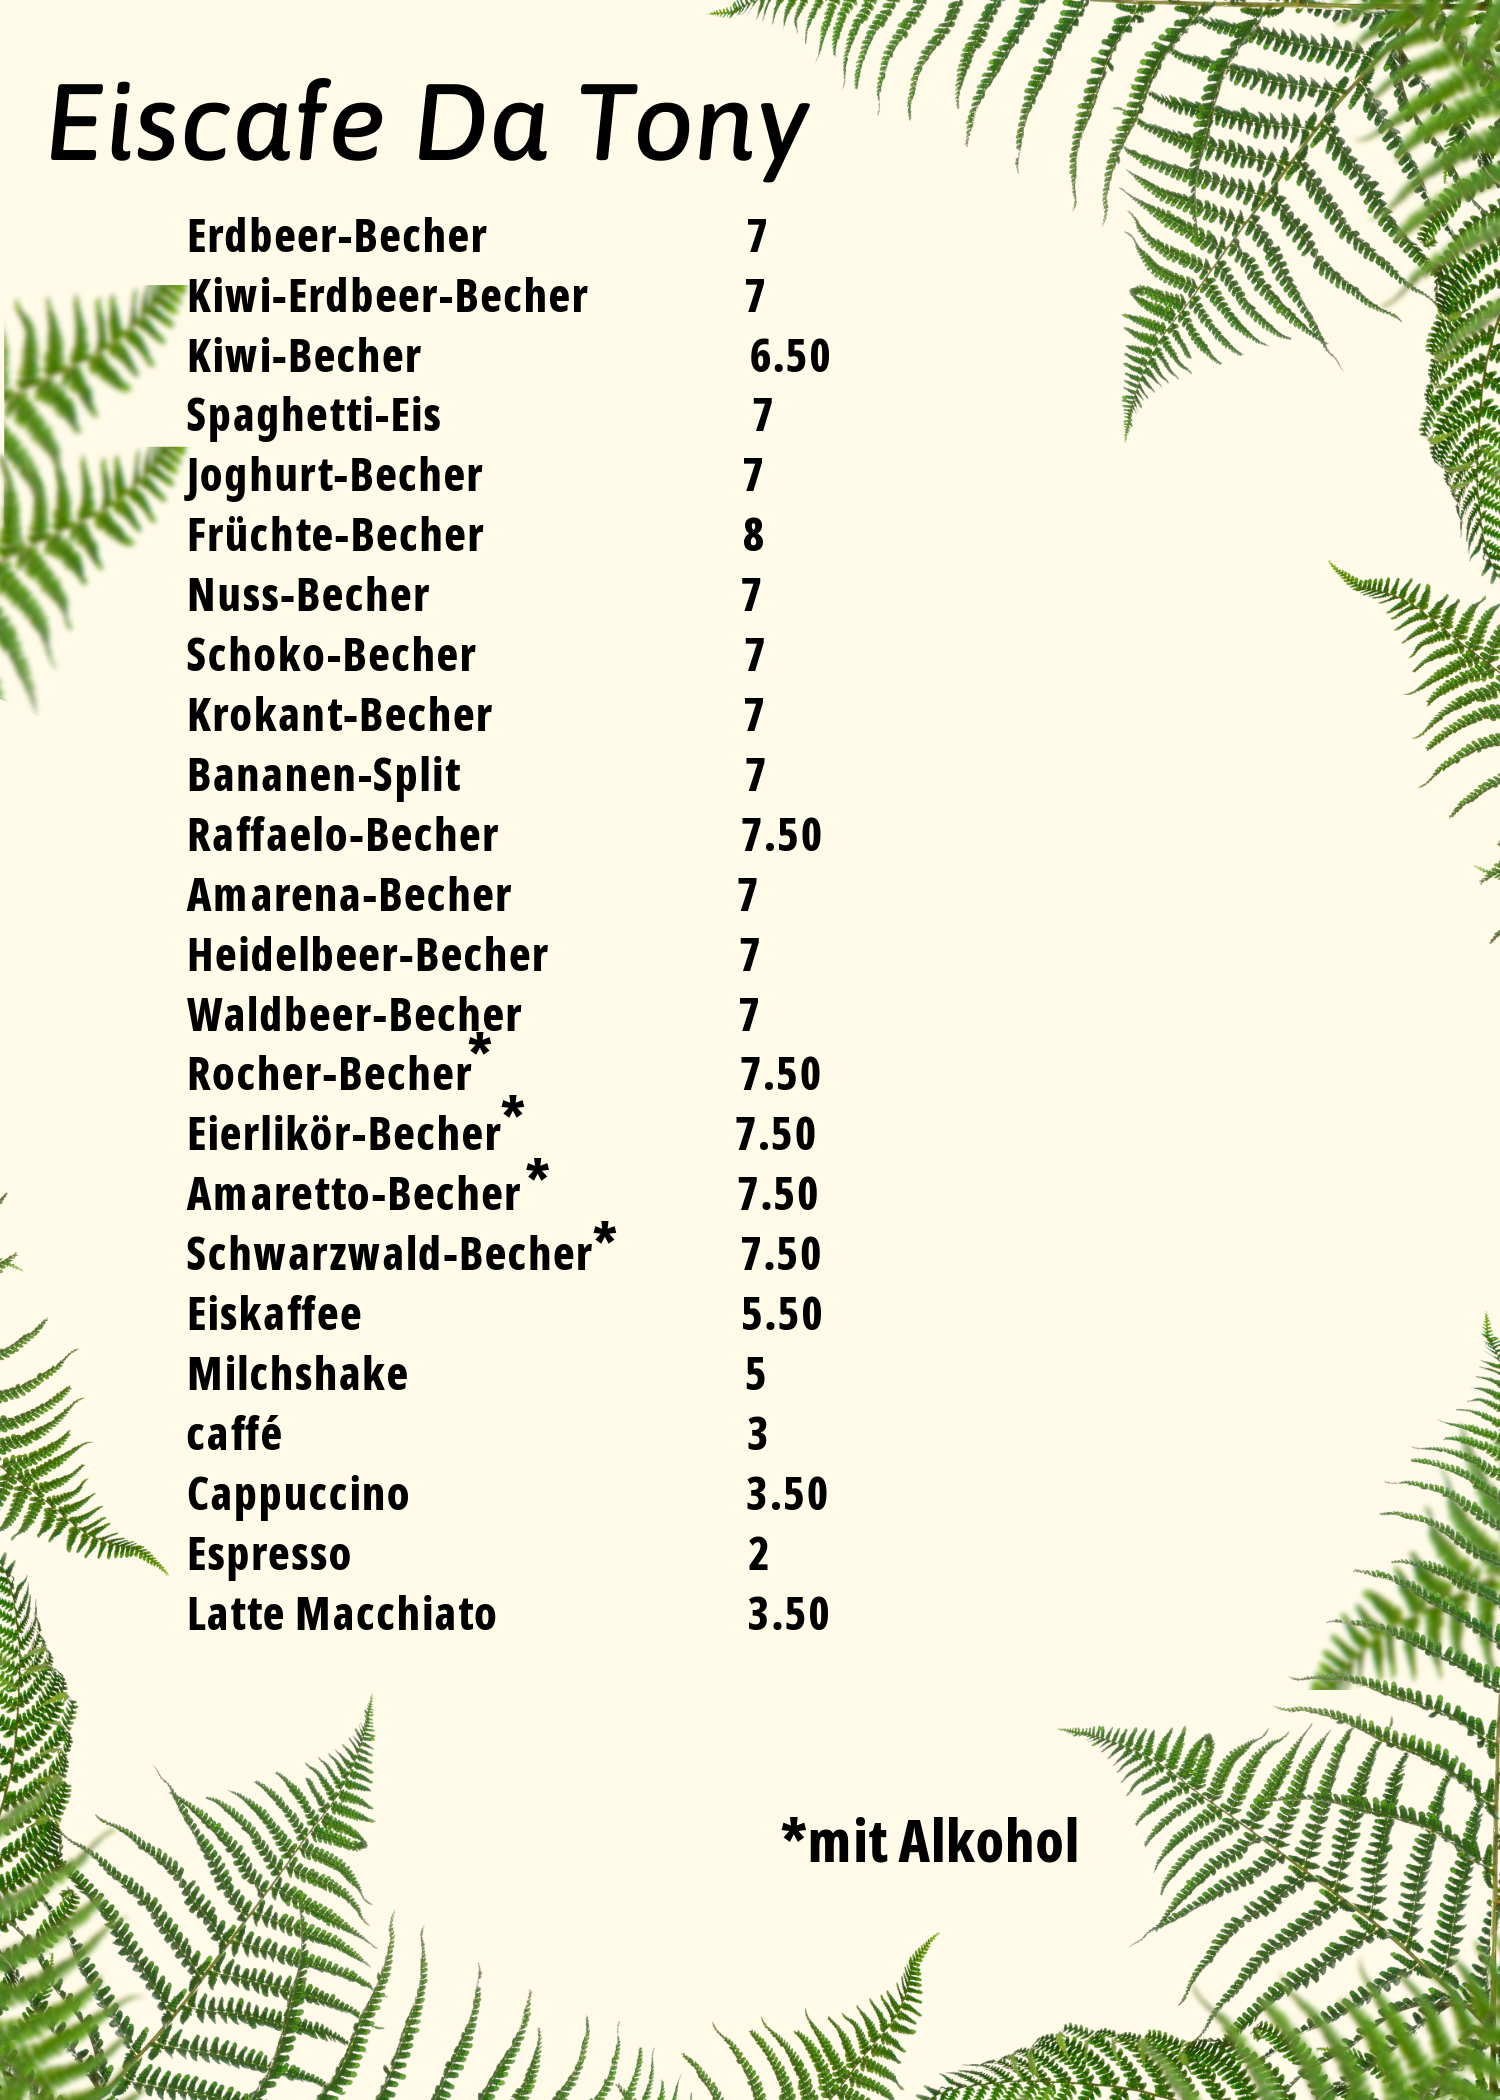 Eiscafe Da Tony
Erdbeer-Becher 7
Kiwi-Erdbeer-Becher 7
Kiwi-Becher 6.50
Spaghetti-Eis 7
Joghurt-Becher 7
Früchte-Becher 8
Nuss-Becher 7
Schoko-Becher 7
Krokant-Becher 7
Bananen-Split 7
Raffaelo-Becher 7.50
Amarena-Becher 7
Heidelbeer-Becher 7
Waldbeer-Becher 7
Rocher-Becher* 7.50
Eierlikör-Becher* 7.50
Amaretto-Becher* 7.50
Schwarzwald-Becher* 7.50
Eiskaffee 5.50
Milchshake 5
caffé 3
Cappuccino 3.50
Espresso 2
Latte Macchiato 3.50
*mit Alkohol